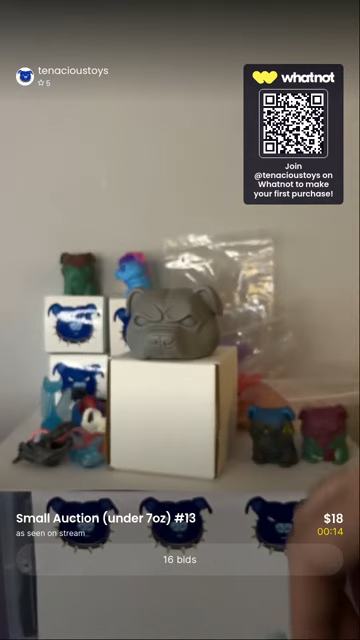 tenacioustoys
☆ 5
whatnot
Join
@tenacioustoys on
Whatnot to make
your first purchase!
Small Auction (under 7oz) #13
$18
as seen on stream
00:14
16 bids